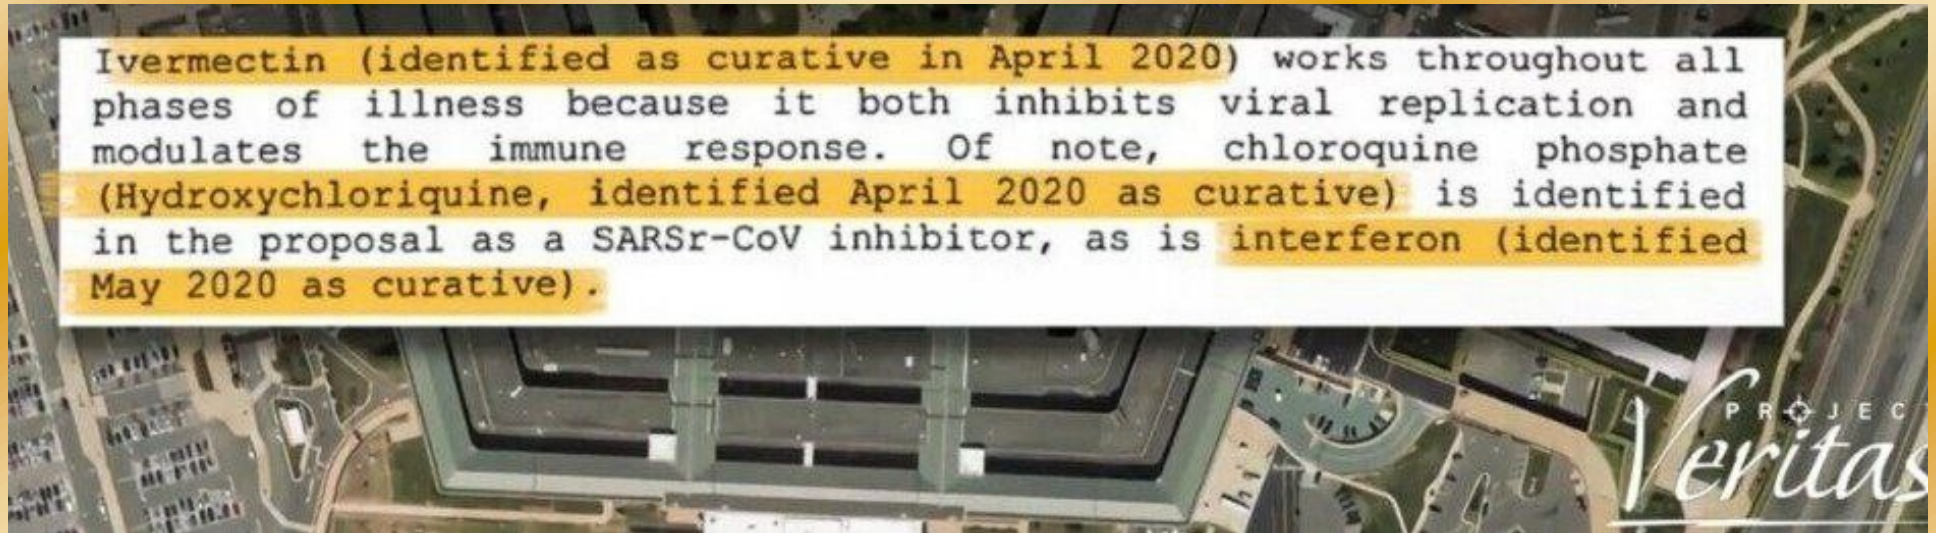 Ivermectin (identified as curative in April 2020) works throughout all
phases of illness because it both inhibits viral replication and
modulates the immune response. Of note, chloroquine phosphate
(Hydroxychloriquine, identified April 2020 as curative) is identified
in the proposal as a SARSr-CoV inhibitor, as is interferon (identified
May 2020 as curative).
PROJEC
Veritas